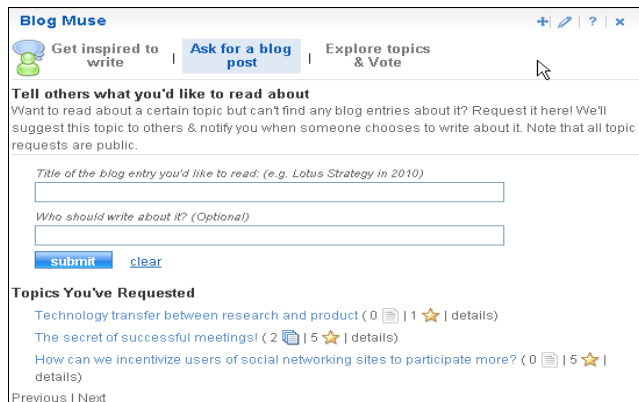 Blog Muse
Get inspired to write | Ask for a blog post | Explore topics & Vote
Tell others what you'd like to read about
Want to read about a certain topic but can't find any blog entries about it? Request it here! We'll
suggest this topic to others & notify you when someone chooses to write about it. Note that all topic
requests are public.
Title of the blog entry you'd like to read: (e.g. Lotus Strategy in 2010)
Who should write about it? (Optional)
submit clear
Topics You've Requested
Technology transfer between research and product ( 0 | 1 | details)
The secret of successful meetings! ( 2 | 5 | details)
How can we incentivize users of social networking sites to participate more? ( 0 | 5 |
details)
Previous | Next